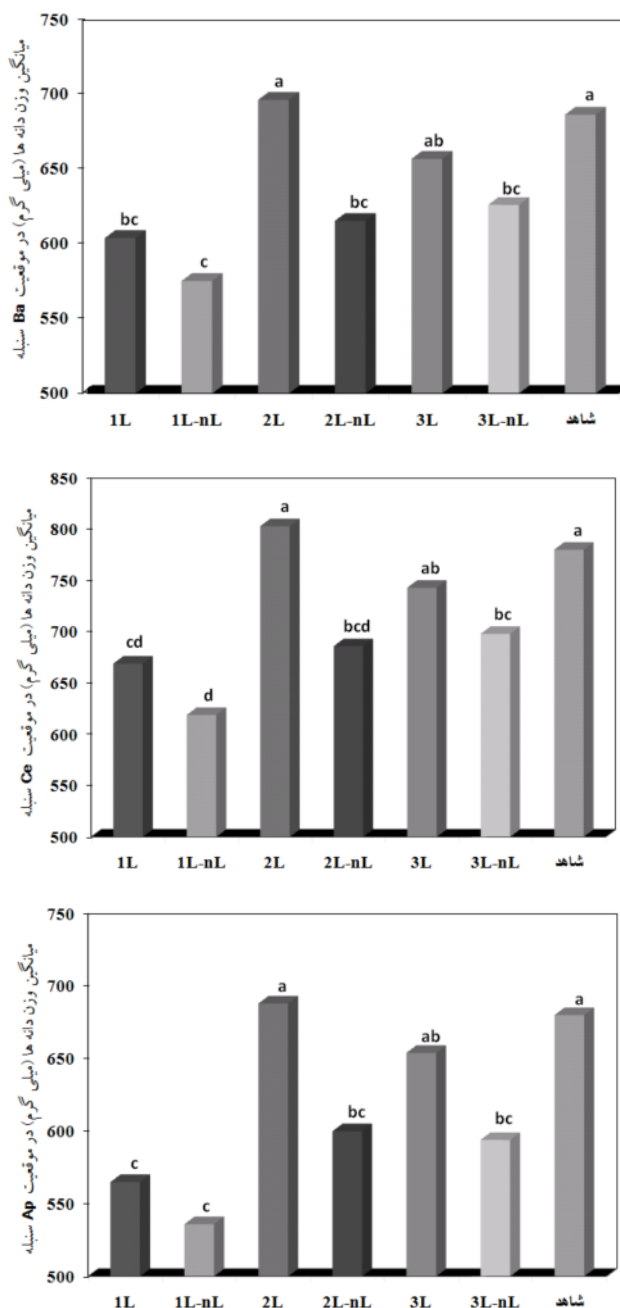 میانگین وزن دانه ها (میلی گرم) در موقعیت Ba سنبله
750
700
650
600
550
500
bc
c
a
bc
ab
bc
a
1L
1L-nL
2L
2L-nL
3L
3L-nL
شاهد
میانگین وزن دانه ها (میلی گرم) در موقعیت Ce سنبله
850
800
750
700
650
600
550
500
cd
d
a
bcd
ab
bc
a
1L
1L-nL
2L
2L-nL
3L
3L-nL
شاهد
میانگین وزن دانه ها (میلی گرم) در موقعیت Ap سنبله
750
700
650
600
550
500
c
c
a
bc
ab
bc
a
1L
1L-nL
2L
2L-nL
3L
3L-nL
شاهد